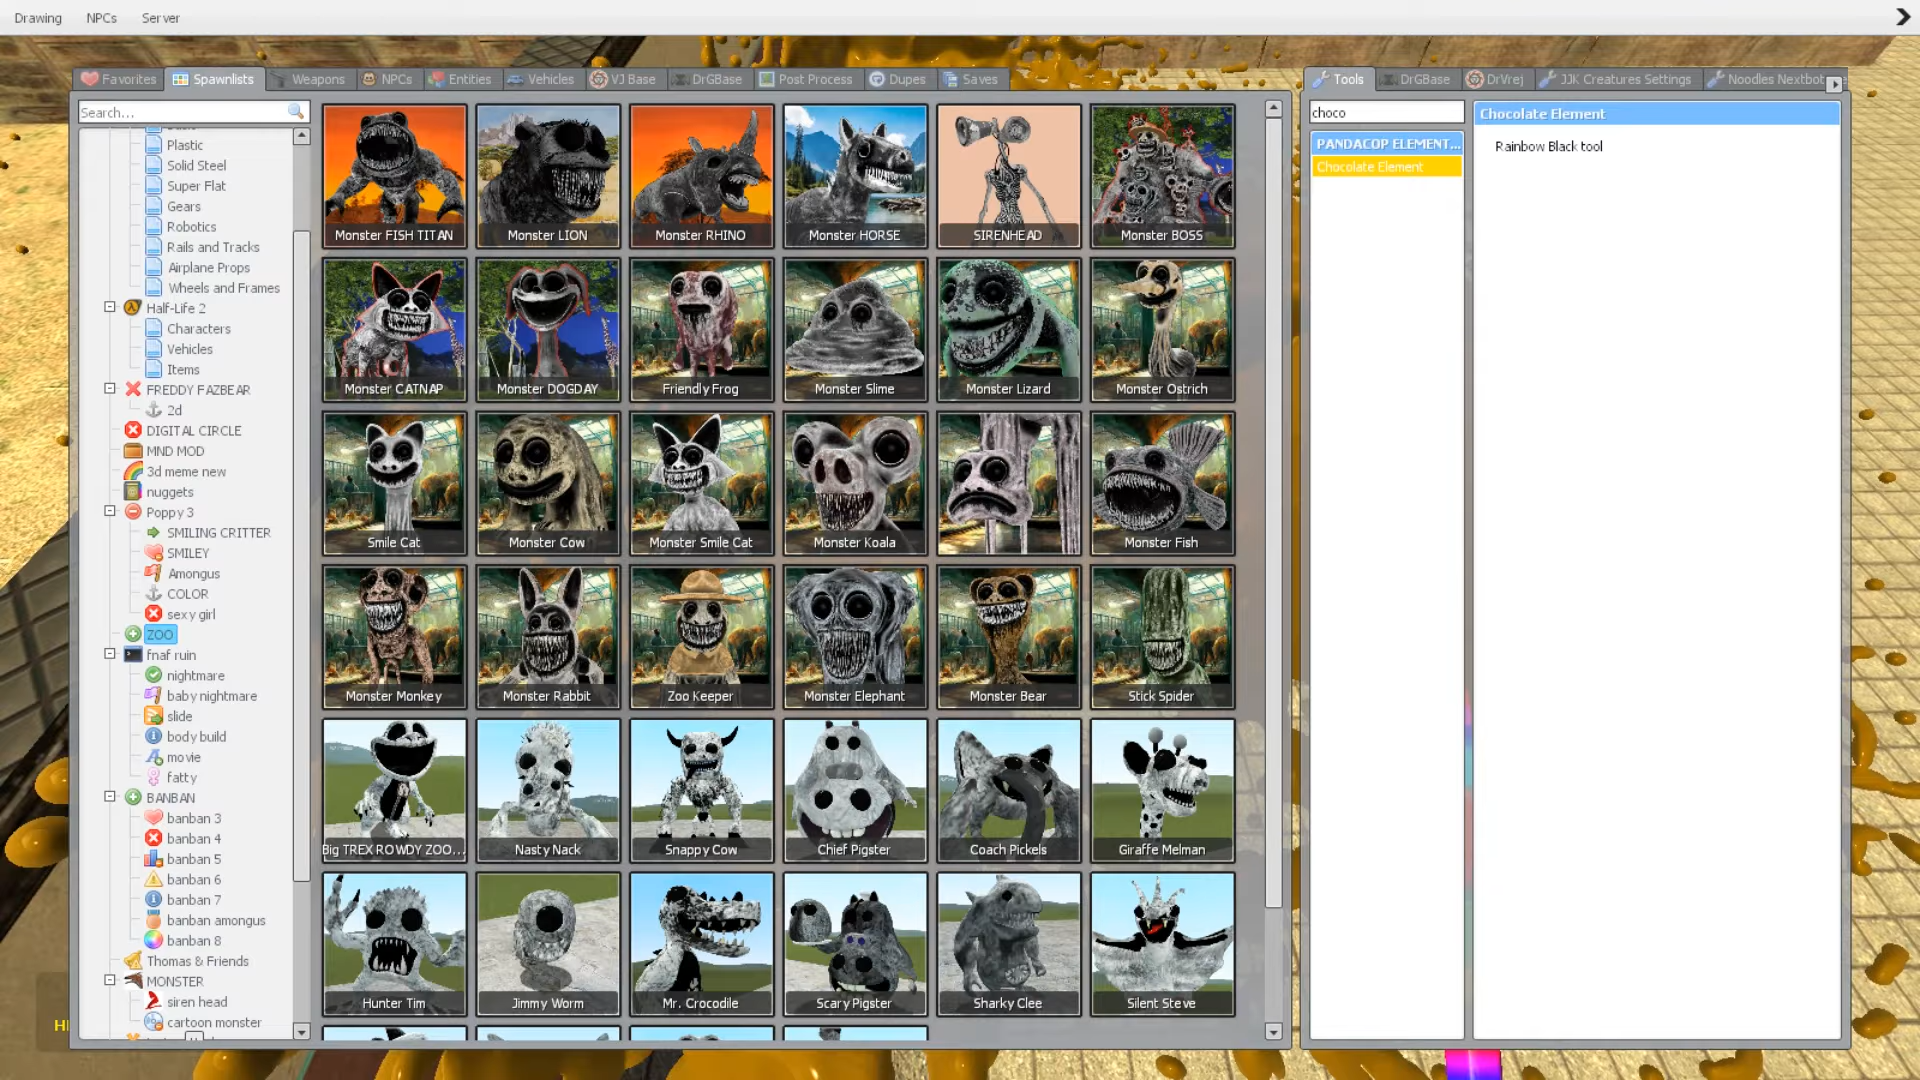 Drawing NPCs Server
Favorites Spawnlists Weapons NPCs Entities Vehicles VJ Base DrGBase Post Process Dupes Saves
Search...
Plastic
Solid Steel
Super Flat
Gears
Robotics
Rails and Tracks
Airplane Props
Wheels and Frames
Half-Life 2
Characters
Vehicles
Items
FREDDY FAZBEAR
2d
DIGITAL CIRCLE
MND MOD
3d meme new
nuggets
Poppy 3
SMILING CRITTER
SMILEY
Amongus
COLOR
sexy girl
ZOO
fnaf ruin
nightmare
baby nightmare
slide
body build
movie
fatty
BANBAN
banban 3
banban 4
banban 5
banban 6
banban 7
banban amongus
banban 8
Thomas & Friends
MONSTER
siren head
cartoon monster
Monster FISH TITAN Monster LION Monster RHINO Monster HORSE SIRENHEAD Monster BOSS
Monster CATNAP Monster DOGDAY Friendly Frog Monster Slime Monster Lizard Monster Ostrich
Smile Cat Monster Cow Monster Smile Cat Monster Koala Monster Fish
Monster Monkey Monster Rabbit Zoo Keeper Monster Elephant Monster Bear Stick Spider
Big TREX ROWDY ZOO... Nasty Nack Snappy Cow Chief Pigster Coach Pickels Giraffe Melman
Hunter Tim Jimmy Worm Mr. Crocodile Scary Pigster Sharky Clee Silent Steve
Tools DrGBase DrVrej JJK Creatures Settings Noodles Nextbot
choco
PANDACOP ELEMENT...
Chocolate Element
Chocolate Element
Rainbow Black tool